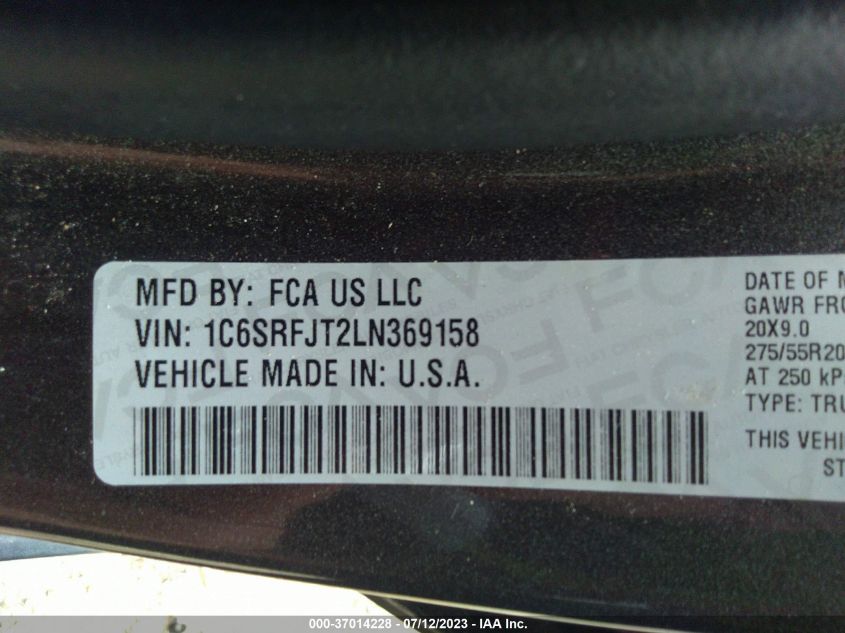 MFD BY: FCA US LLC
VIN: 1C6SRFJT2LN369158
VEHICLE MADE IN: U.S.A.
DATE OF M
GAWR FRO
20X9.0
275/55R20
AT 250 kP
TYPE: TRU
THIS VEHI
ST
000-37014228 - 07/12/2023 - IAA Inc.